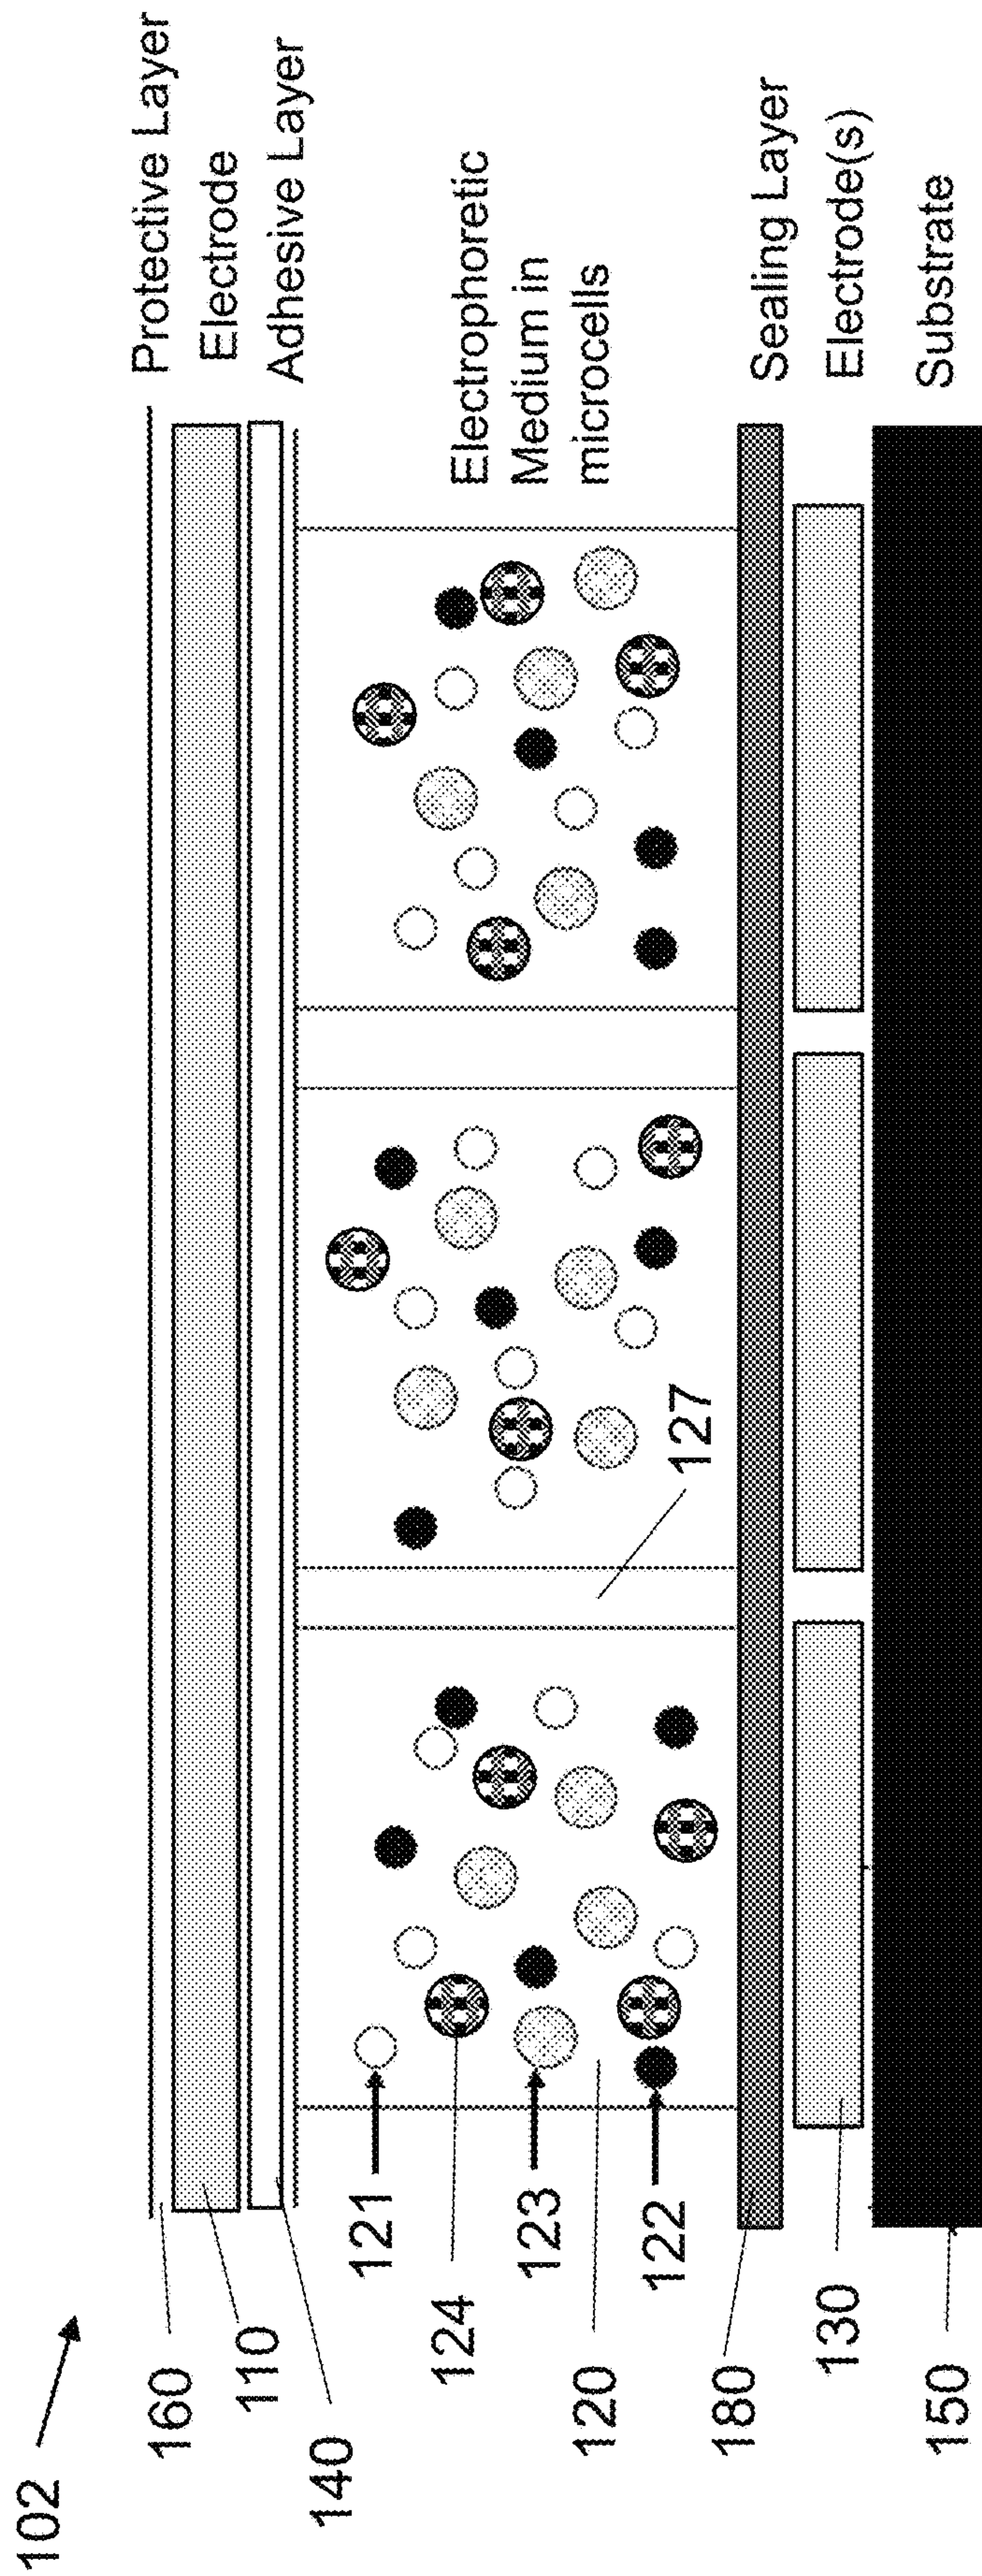 102
160
110
140
121
124
123
120
122
180
130
150
127
Protective Layer
Electrode
Adhesive Layer
Electrophoretic
Medium in
microcells
Sealing Layer
Electrode(s)
Substrate